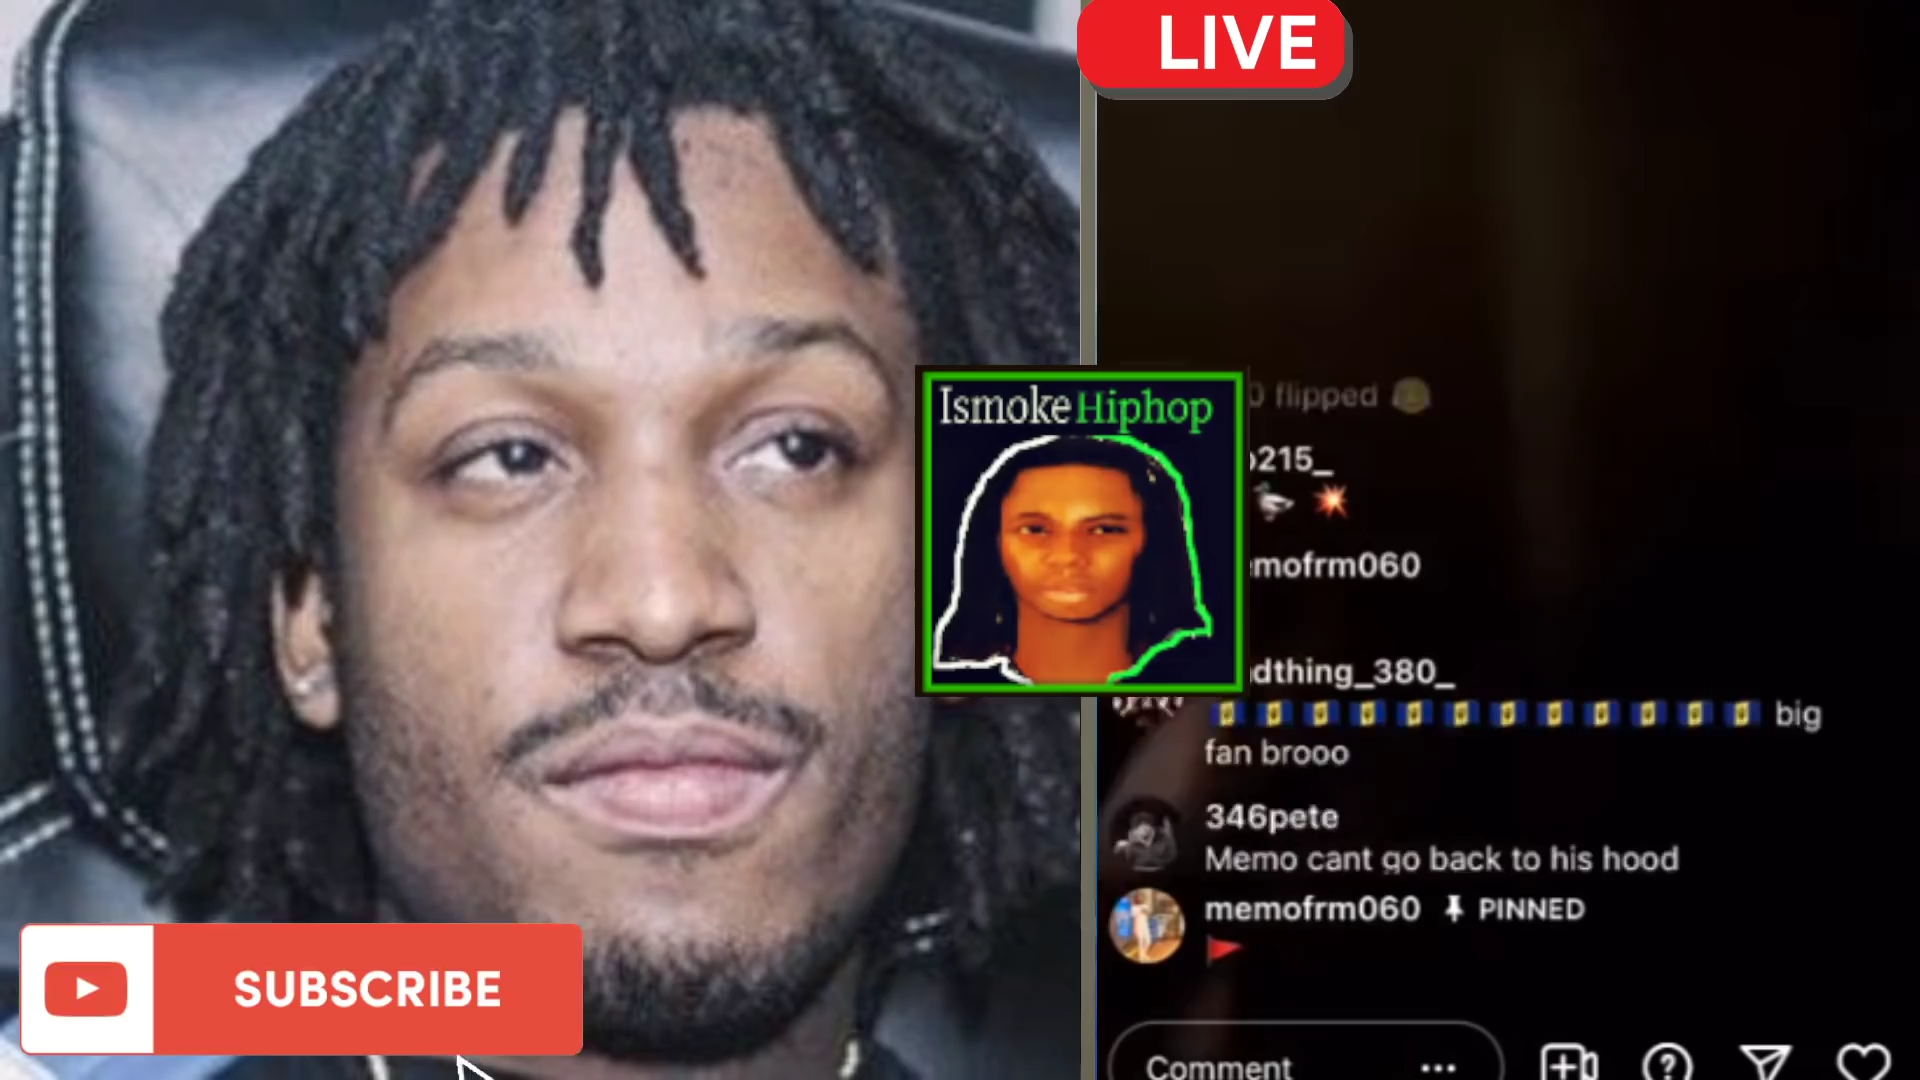 LIVE
Ismoke Hiphop
0 flipped
215_
mofrm060
dthing_380_
big
fan brooo
346pete
Memo cant go back to his hood
memofrm060 PINNED
SUBSCRIBE
Comment ...